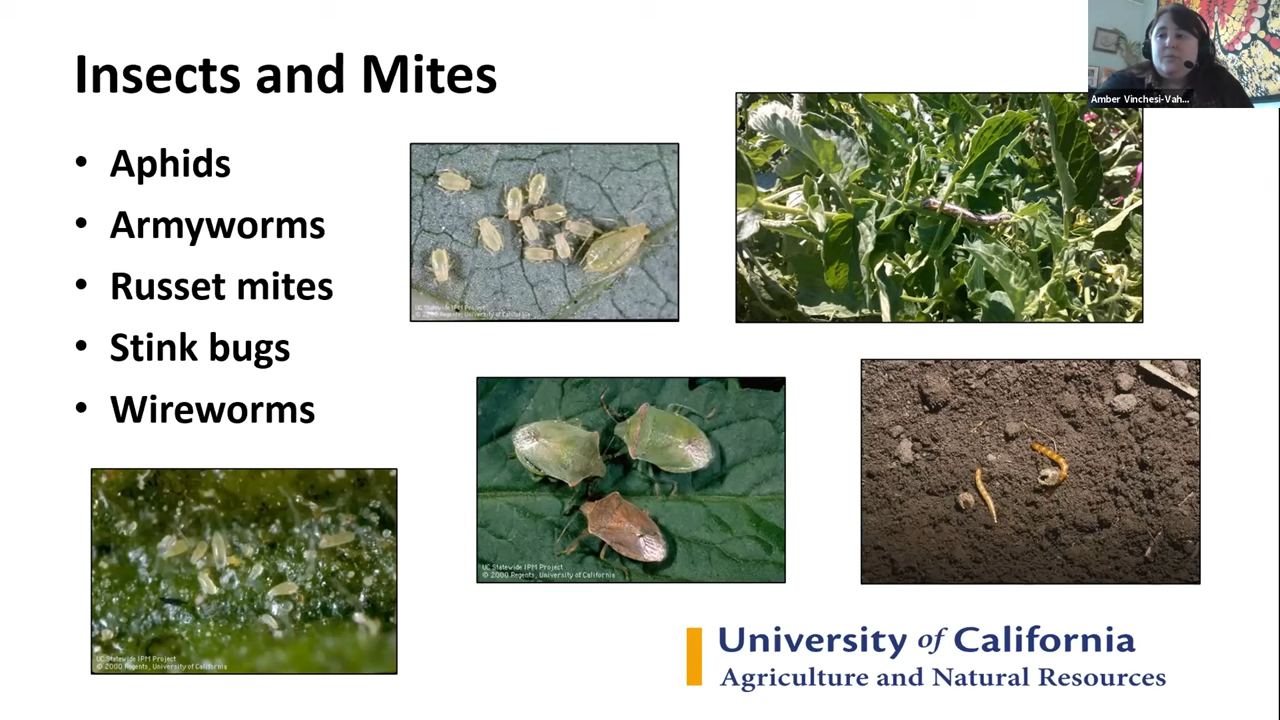 Insects and Mites
Amber Vinchesi-Vah...
• Aphids
• Armyworms
• Russet mites
• Stink bugs
• Wireworms
UC Statewide IPM Project
© 2000 Regents, University of California
UC Statewide IPM Project
© 2000 Regents, University of California
UC Statewide IPM Project
© 2000 Regents, University of California
University of California
Agriculture and Natural Resources